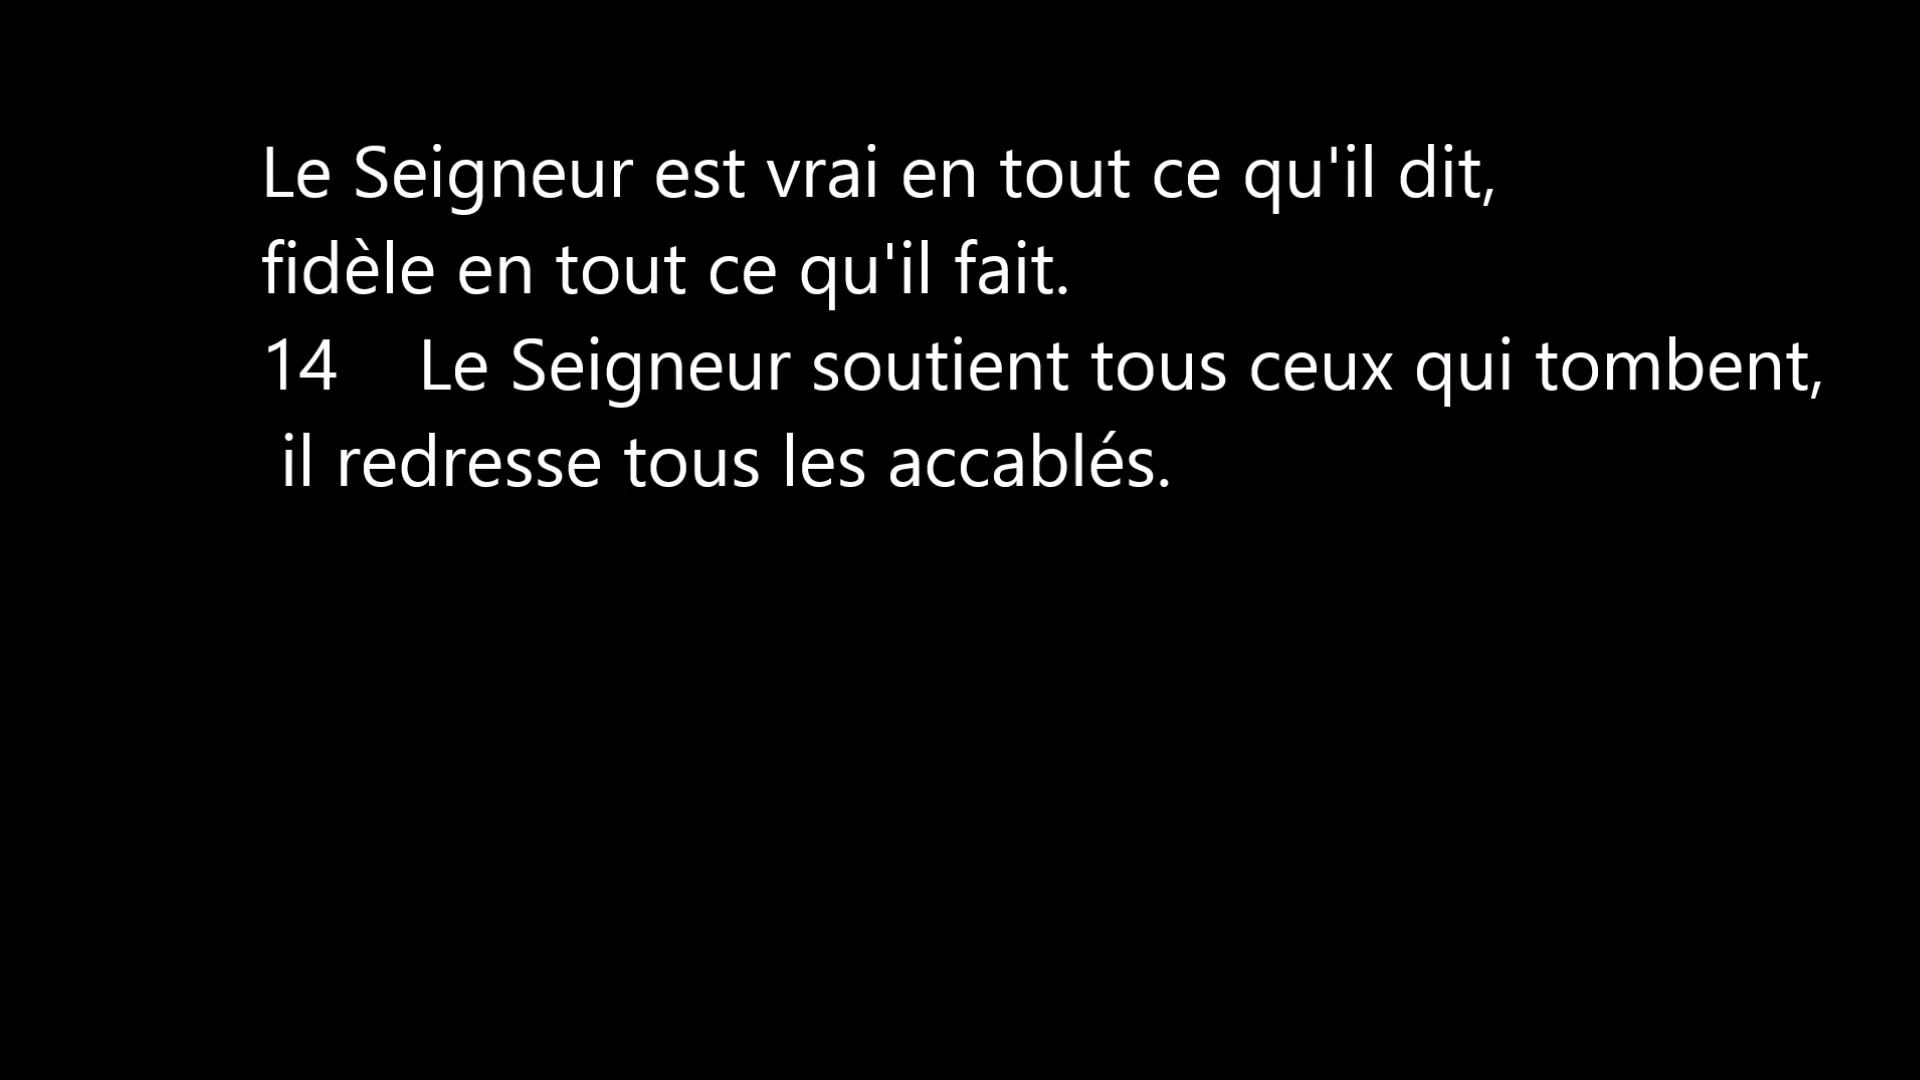 Le Seigneur est vrai en tout ce qu'il dit,
fidèle en tout ce qu'il fait.
14 Le Seigneur soutient tous ceux qui tombent,
il redresse tous les accablés.